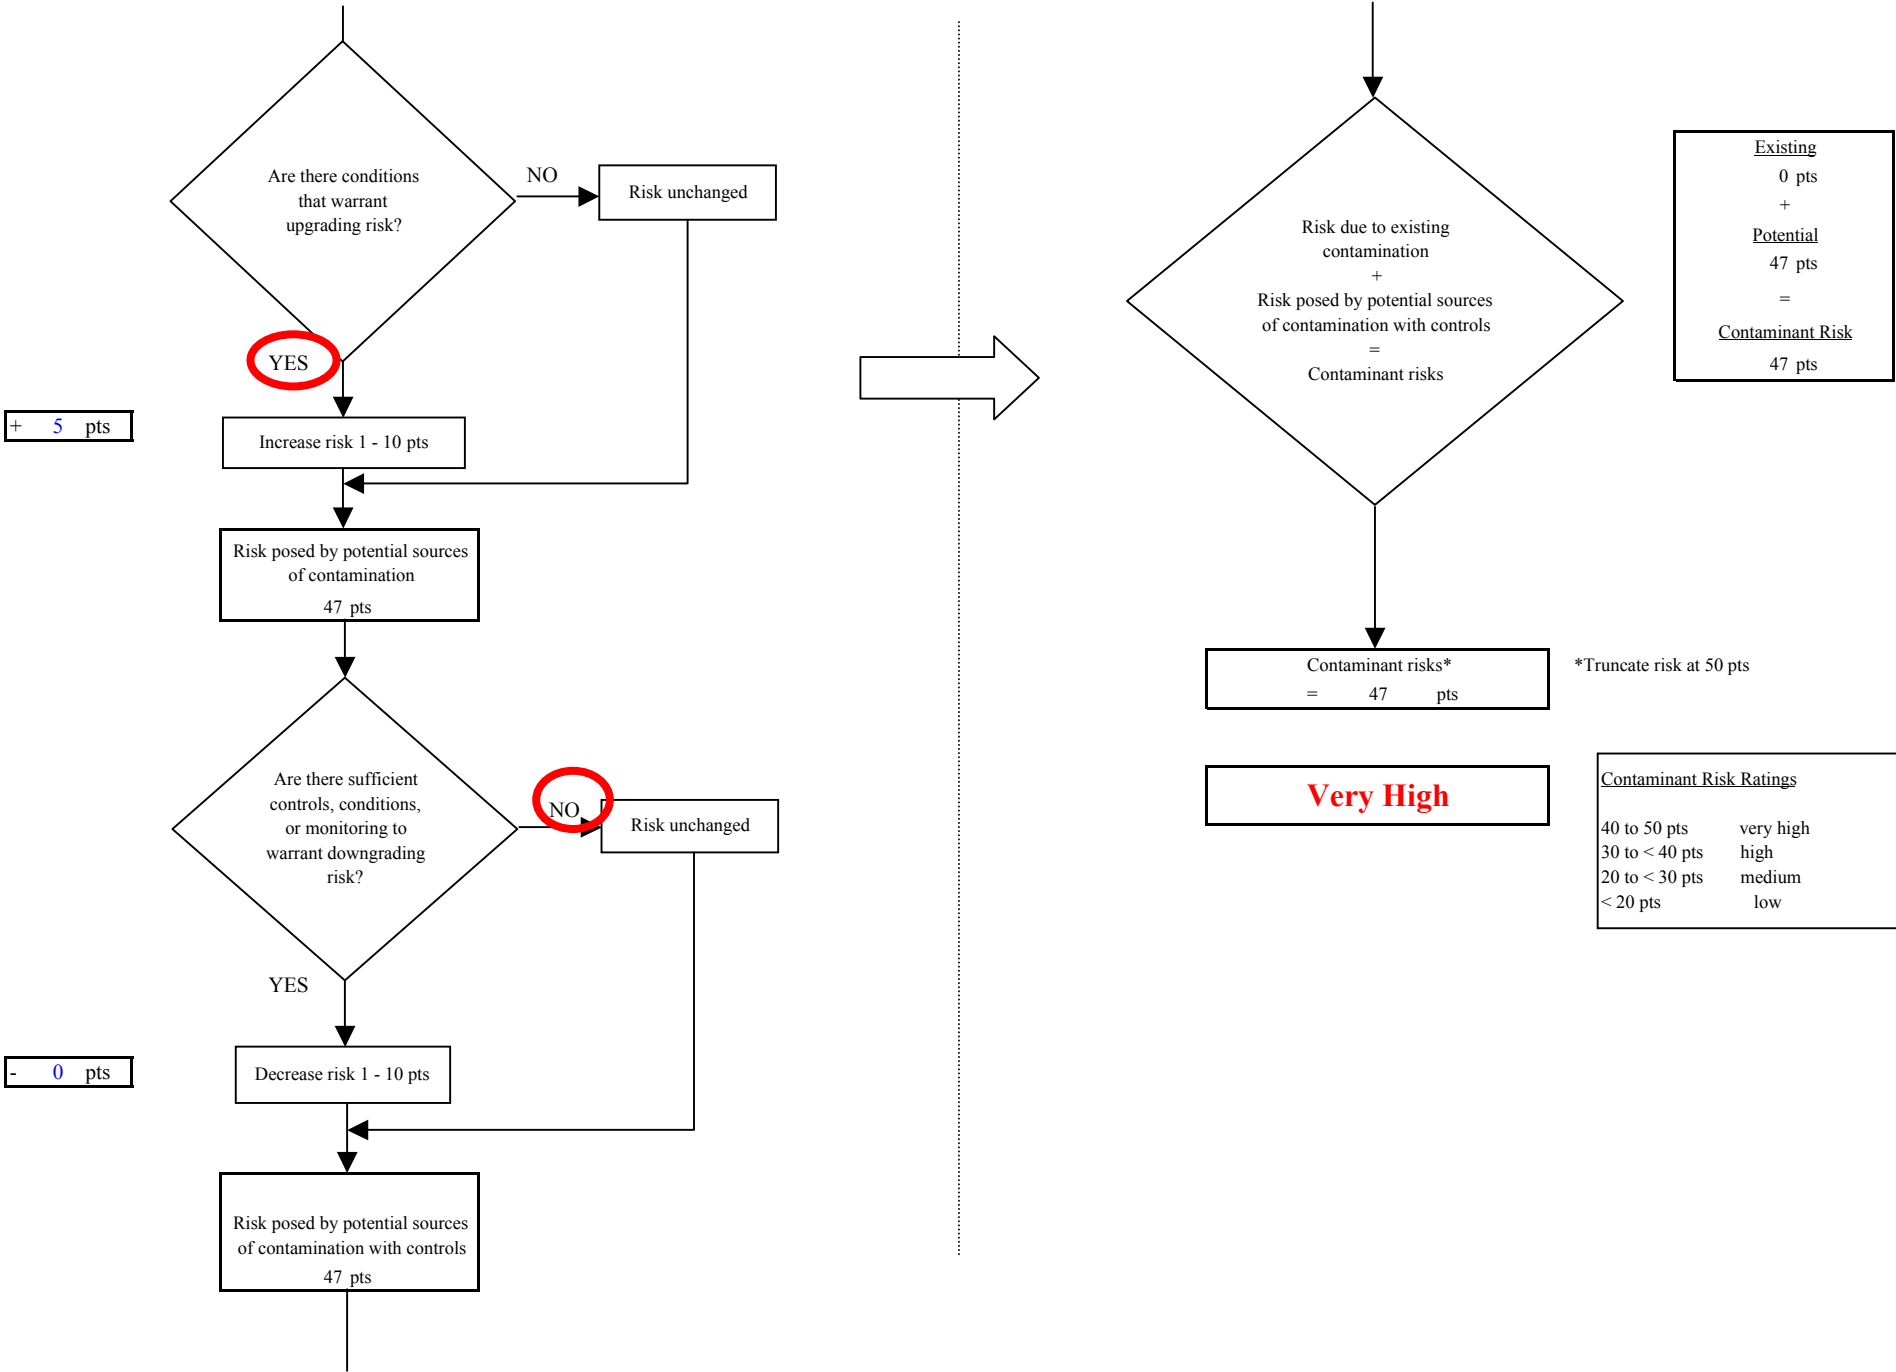 Are there conditions
that warrant
upgrading risk?
NO
Risk unchanged
YES
+ 5 pts
Increase risk 1 - 10 pts
Risk posed by potential sources
of contamination
47 pts
Are there sufficient
controls, conditions,
or monitoring to
warrant downgrading
risk?
NO
Risk unchanged
YES
- 0 pts
Decrease risk 1 - 10 pts
Risk posed by potential sources
of contamination with controls
47 pts
Risk due to existing
contamination
+
Risk posed by potential sources
of contamination with controls
=
Contaminant risks
Existing
0 pts
+
Potential
47 pts
=
Contaminant Risk
47 pts
Contaminant risks*
= 47 pts
*Truncate risk at 50 pts
Very High
Contaminant Risk Ratings
40 to 50 pts very high
30 to < 40 pts high
20 to < 30 pts medium
< 20 pts low